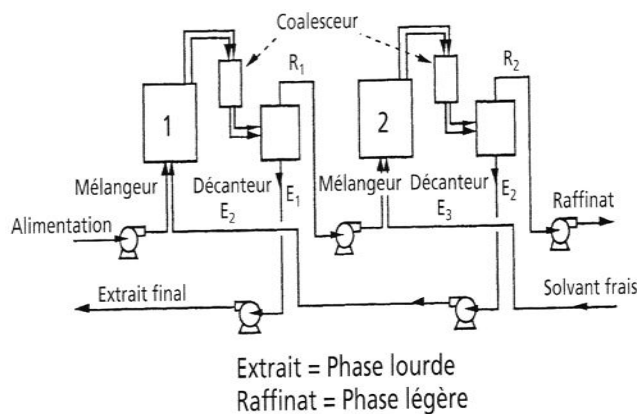 Coalesceur
R1
R2
1
2
Mélangeur
Décanteur
E1
Mélangeur
Décanteur
E2
Alimentation
E2
E3
Raffinat
Extrait final
Solvant frais
Extrait = Phase lourde
Raffinat = Phase légère